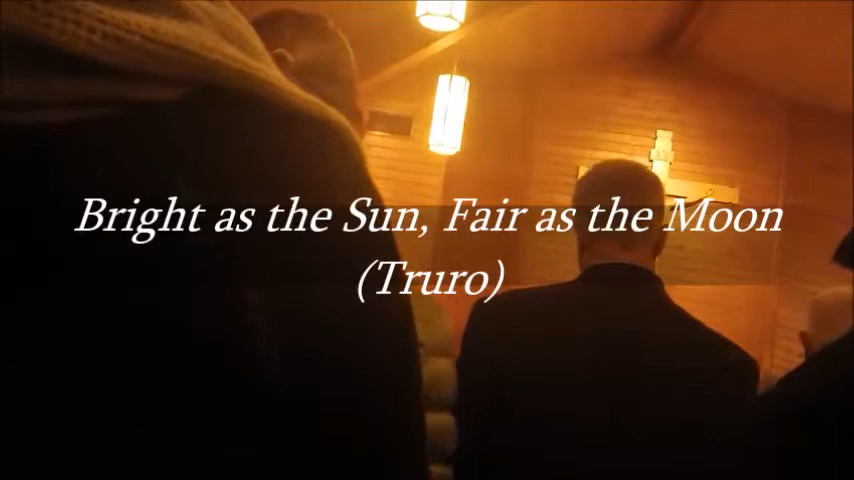 Bright as the Sun, Fair as the Moon
(Truro)